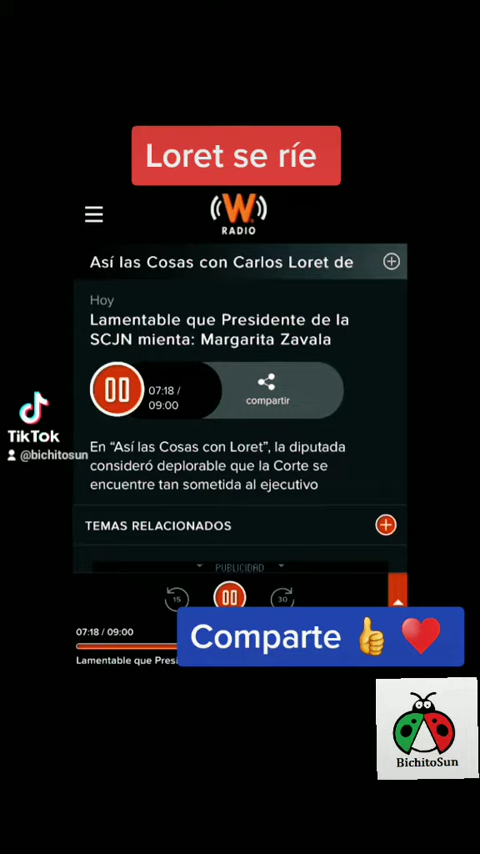 Loret se ríe
W
RADIO
Así las Cosas con Carlos Loret de
Hoy
Lamentable que Presidente de la
SCJN mienta: Margarita Zavala
07:18 /
09:00
compartir
TikTok
@bichitosun
En “Así las Cosas con Loret”, la diputada
consideró deplorable que la Corte se
encuentre tan sometida al ejecutivo
TEMAS RELACIONADOS
PUBLICIDAD
15
30
07:18 / 09:00
Comparte 👍 ❤️
Lamentable que Presi
BichitoSun